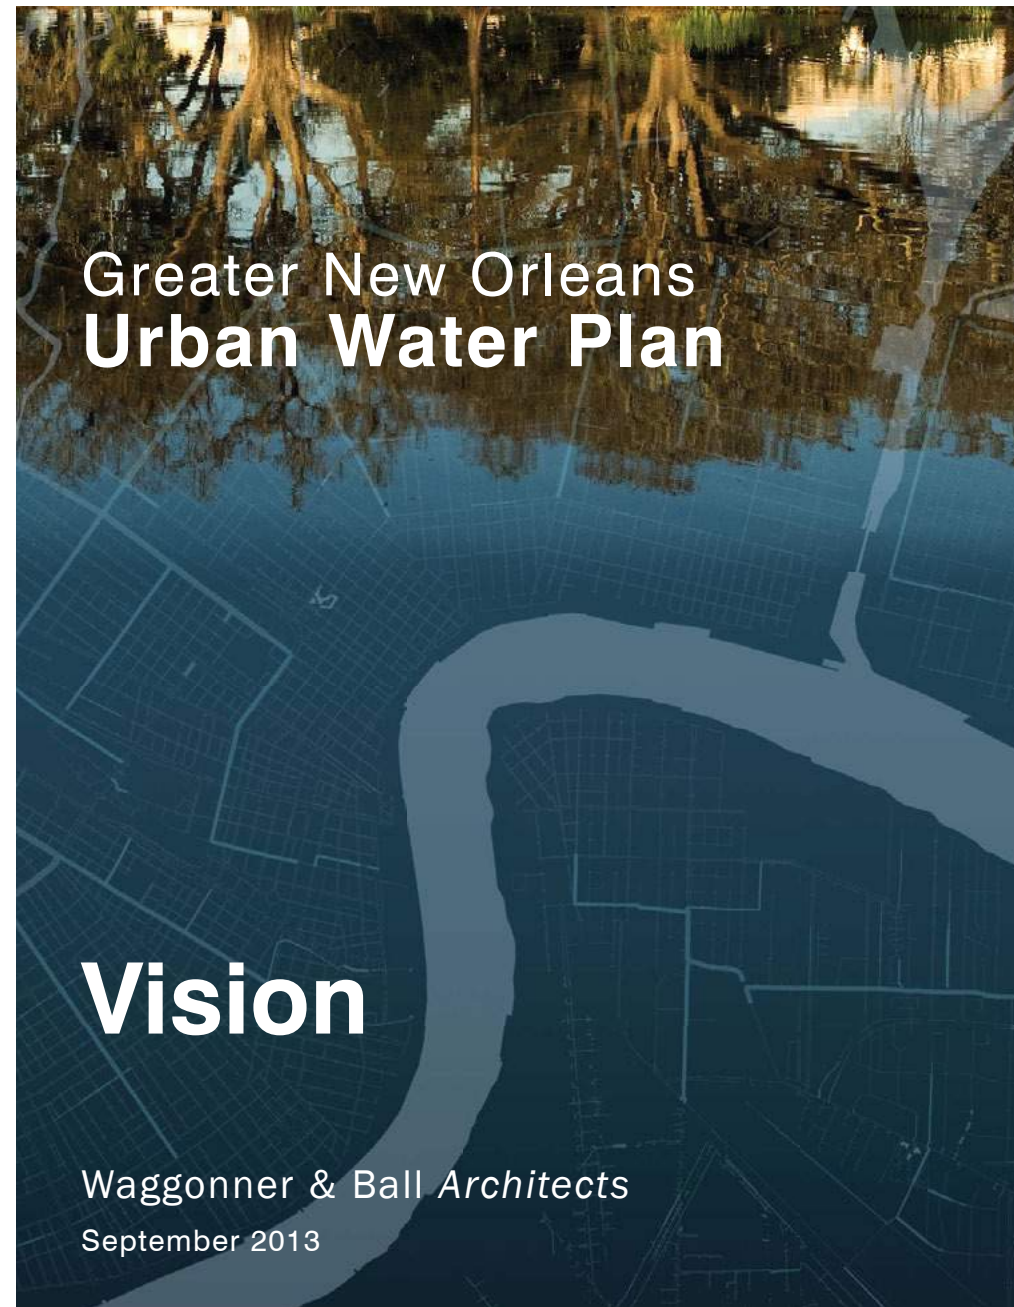 Greater New Orleans
Urban Water Plan
Vision
Waggonner & Ball Architects
September 2013